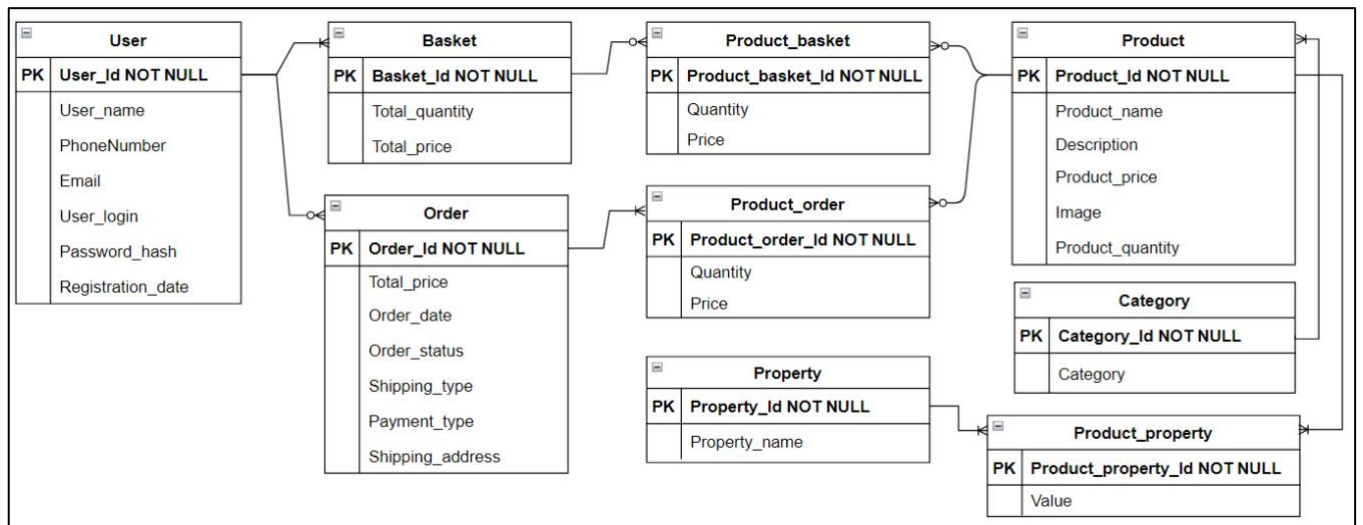 User
PK User_Id NOT NULL
User_name
PhoneNumber
Email
User_login
Password_hash
Registration_date
Basket
PK Basket_Id NOT NULL
Total_quantity
Total_price
Order
PK Order_Id NOT NULL
Total_price
Order_date
Order_status
Shipping_type
Payment_type
Shipping_address
Product_basket
PK Product_basket_Id NOT NULL
Quantity
Price
Product_order
PK Product_order_Id NOT NULL
Quantity
Price
Property
PK Property_Id NOT NULL
Property_name
Product
PK Product_Id NOT NULL
Product_name
Description
Product_price
Image
Product_quantity
Category
PK Category_Id NOT NULL
Category
Product_property
PK Product_property_Id NOT NULL
Value